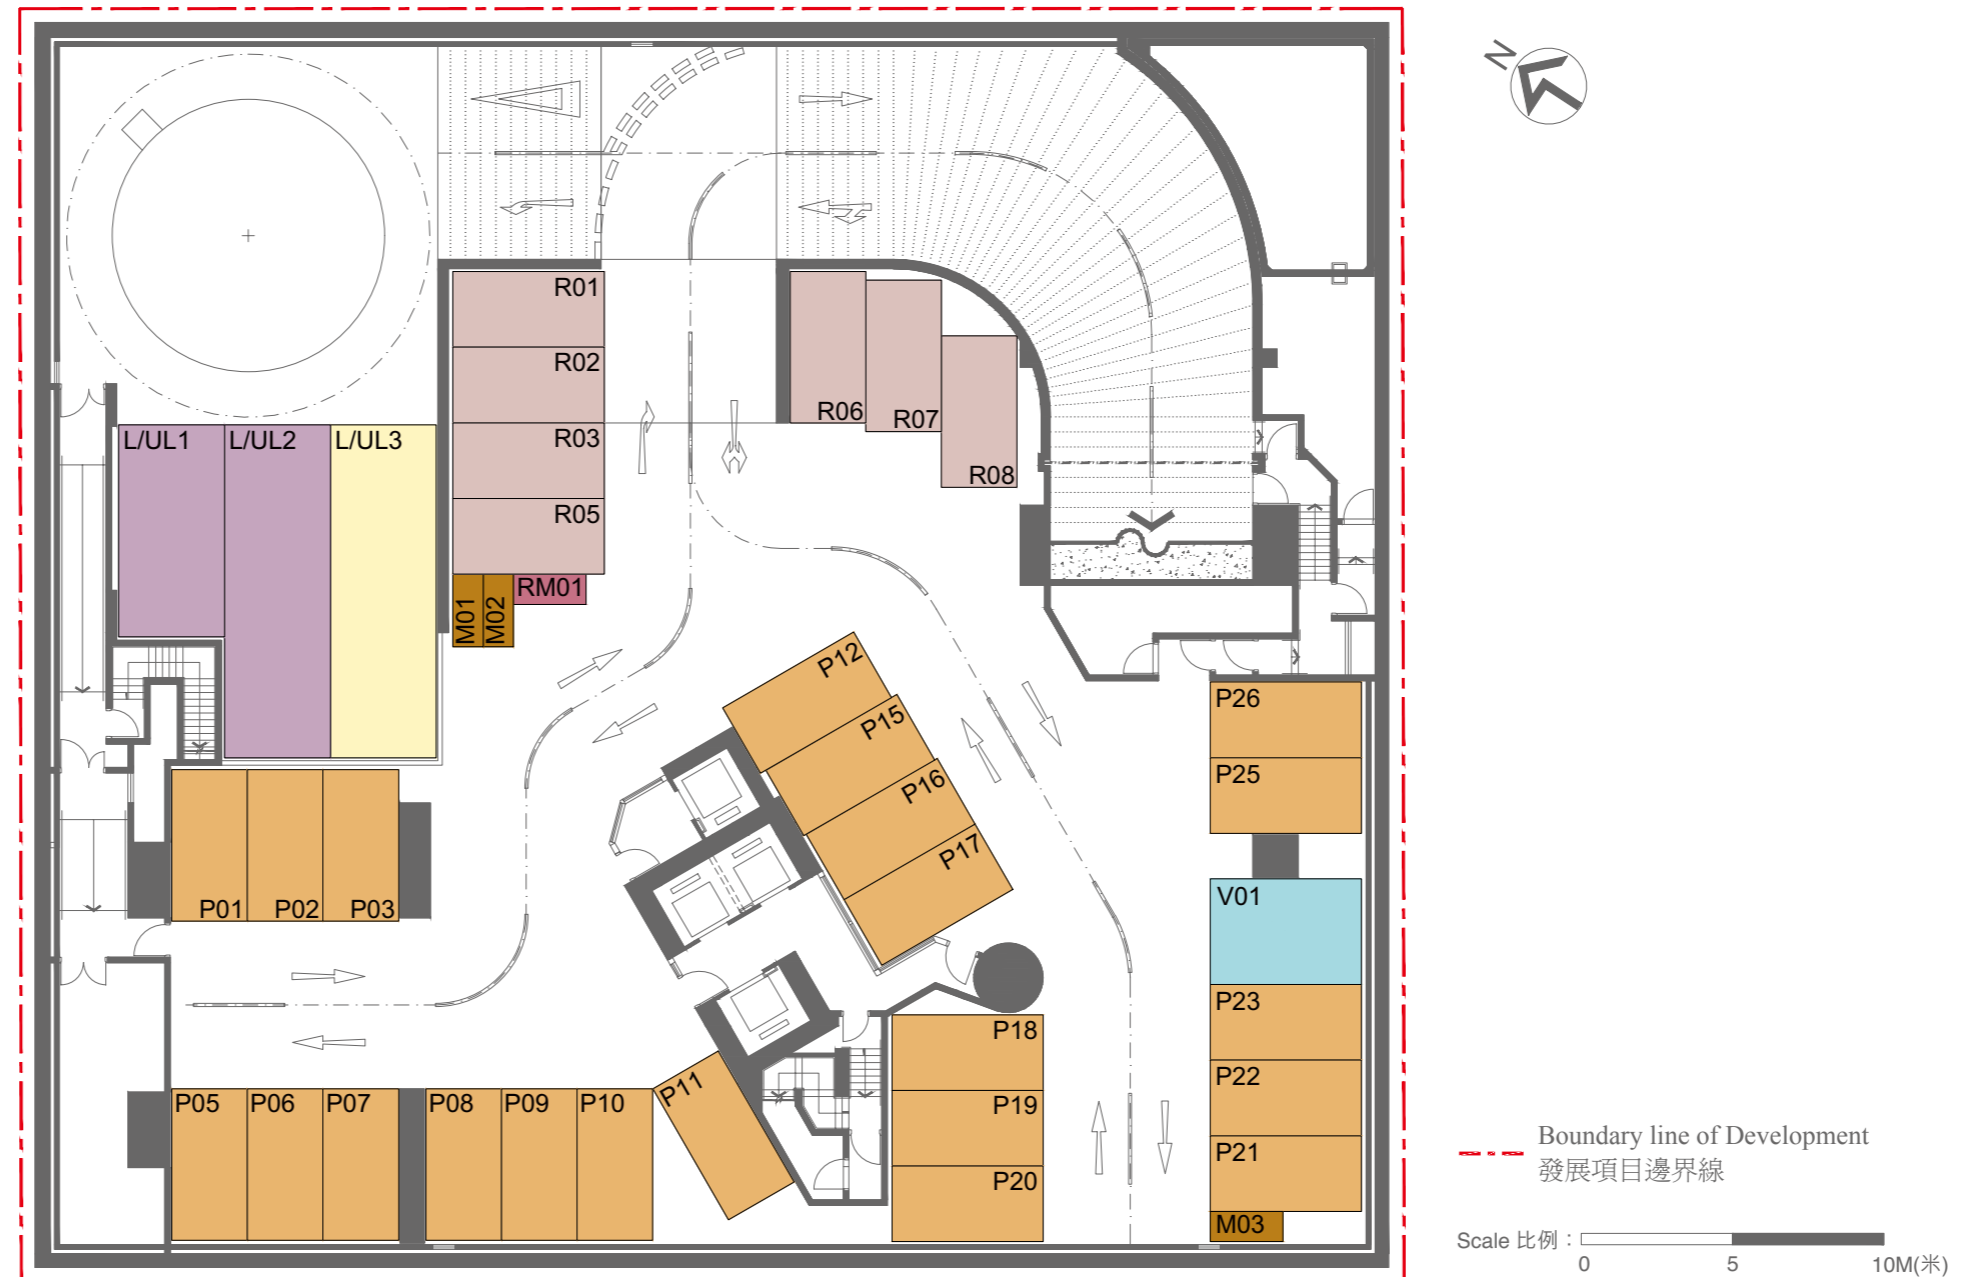 N
R01
R02
R03
R05
R06
R07
R08
L/UL1
L/UL2
L/UL3
M01
M02
RM01
P12
P15
P16
P17
P26
P25
V01
P23
P22
P21
M03
P01
P02
P03
P05
P06
P07
P08
P09
P10
P11
P18
P19
P20
Boundary line of Development
發展項目邊界線
Scale 比例 :
0 5 10M(米)